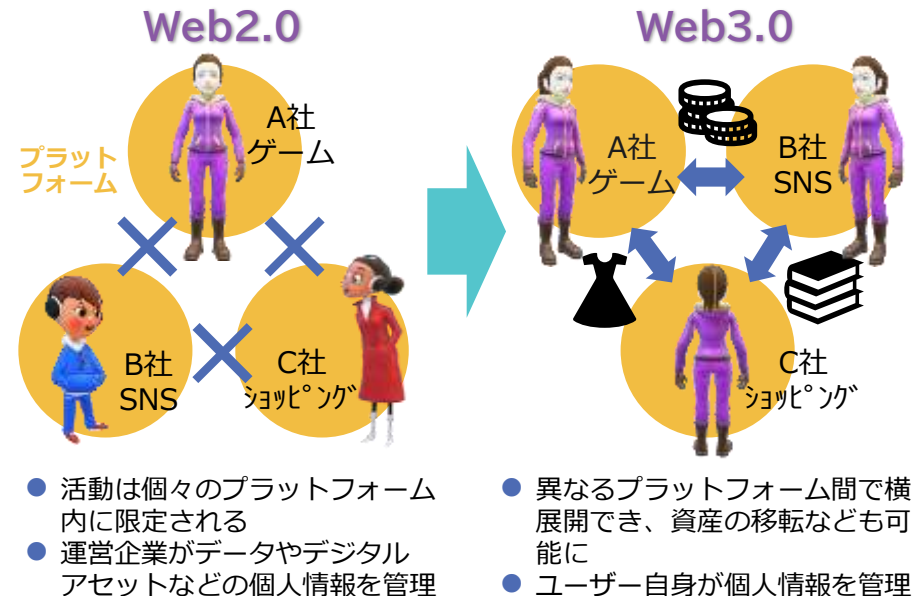 Web2.0
A社
ゲーム
プラット
フォーム
B社
SNS
C社
ｼｮｯﾋﾟﾝｸﾞ
● 活動は個々のプラットフォーム
内に限定される
● 運営企業がデータやデジタル
アセットなどの個人情報を管理
Web3.0
A社
ゲーム
B社
SNS
C社
ｼｮｯﾋﾟﾝｸﾞ
● 異なるプラットフォーム間で横
展開でき、資産の移転なども可
能に
● ユーザー自身が個人情報を管理